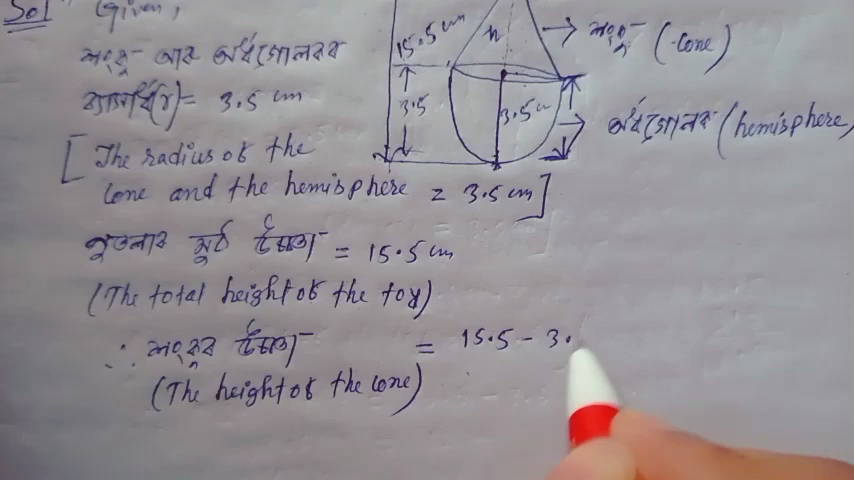 Sol
Given,
শংকু আৰু অৰ্ধগোলকৰ
ব্যাসাৰ্ধ(r) = 3.5 cm
[The radius of the
cone and the hemisphere = 3.5 cm]
পুতলাৰ মুঠ উচ্চতা = 15.5 cm
(The total height of the toy)
∴ শংকুৰ উচ্চতা = 15.5 - 3.
(The height of the cone)
15.5 cm
h
শংকু (Cone)
3.5
3.5 c
অৰ্ধগোলক (hemisphere,